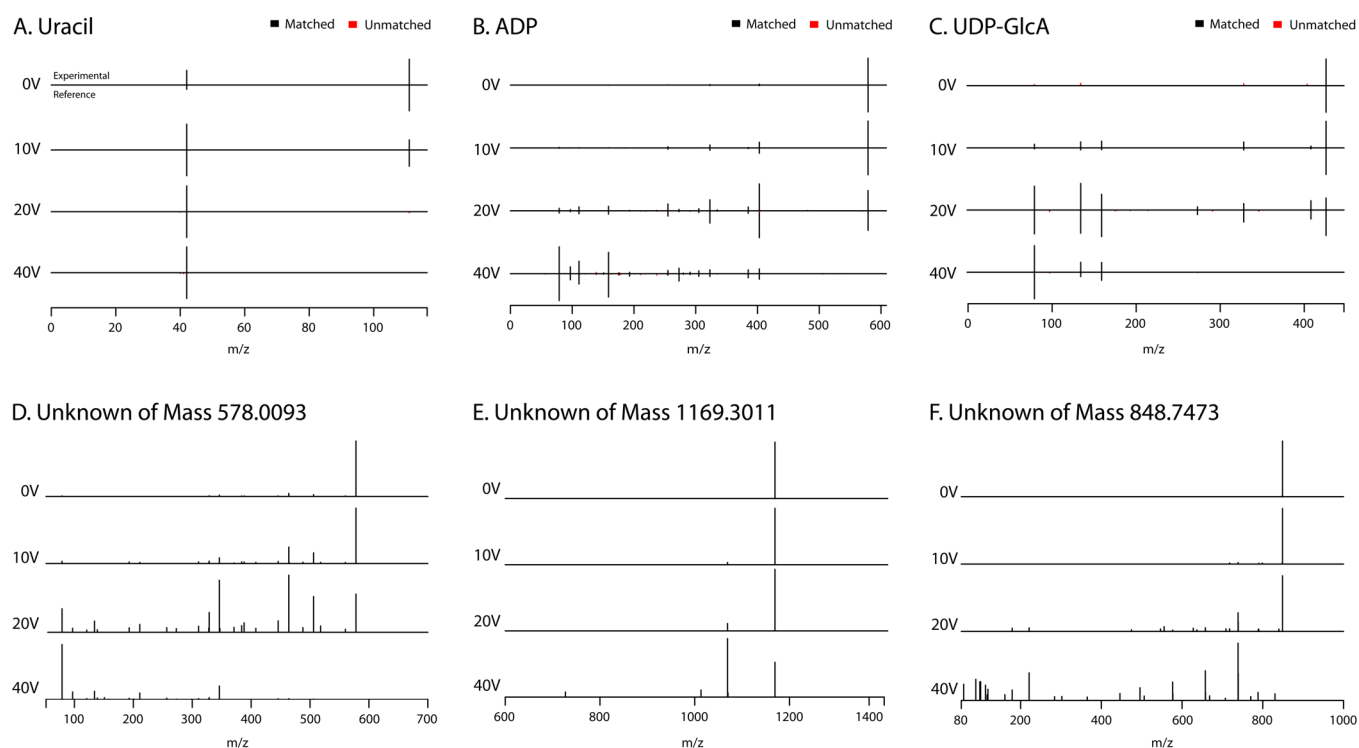 A. Uracil
Matched Unmatched
0V
Experimental
Reference
10V
20V
40V
0 20 40 60 80 100
m/z
B. ADP
Matched Unmatched
0V
10V
20V
40V
0 100 200 300 400 500 600
m/z
C. UDP-GlcA
Matched Unmatched
0V
10V
20V
40V
0 100 200 300 400
m/z
D. Unknown of Mass 578.0093
0V
10V
20V
40V
100 200 300 400 500 600 700
m/z
E. Unknown of Mass 1169.3011
0V
10V
20V
40V
600 800 1000 1200 1400
m/z
F. Unknown of Mass 848.7473
0V
10V
20V
40V
80 200 400 600 800 1000
m/z